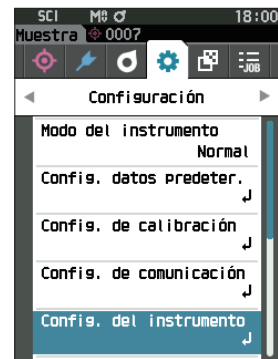 SCI M% 18:00
Muestra 0007
-JOB
Configuración
Modo del instrumento
Normal
Config. datos predeter.
Config. de calibración
Config. de comunicación
Config. del instrumento